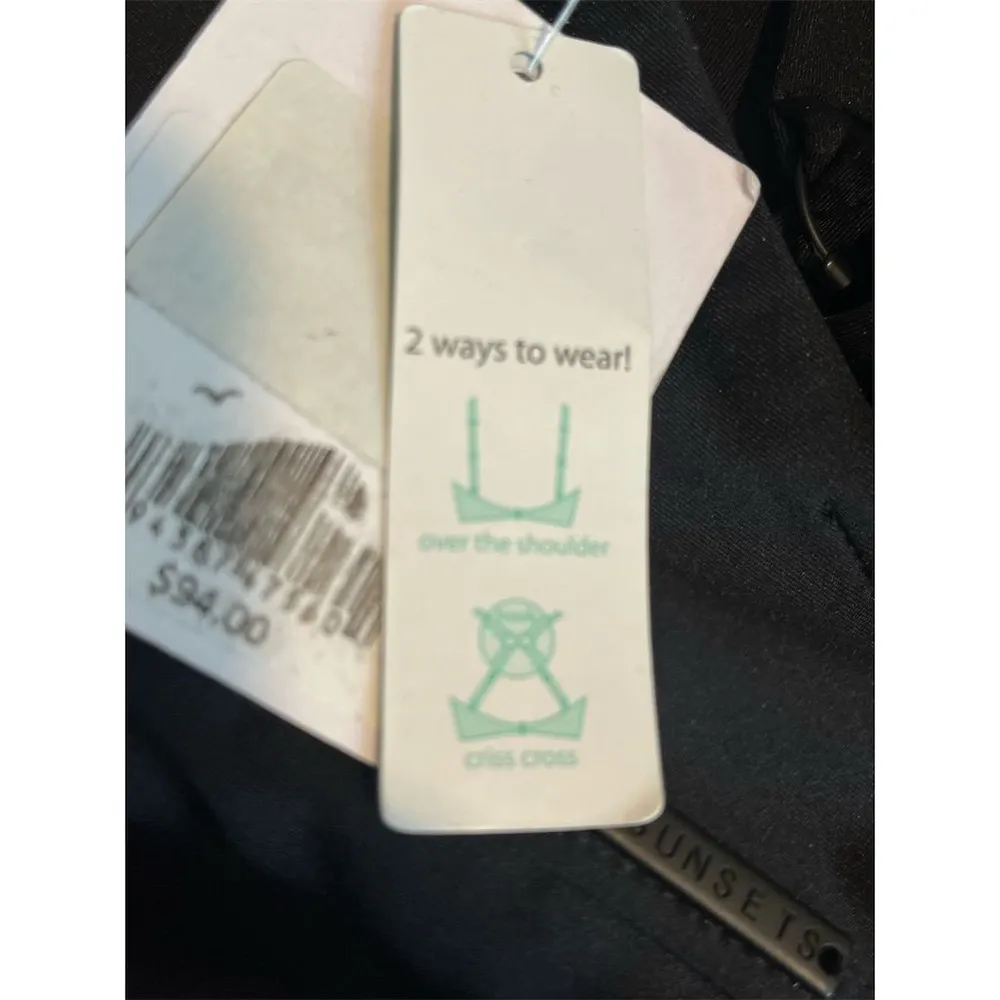 2 ways to wear!
over the shoulder
criss cross
$94.00
SUNSETS